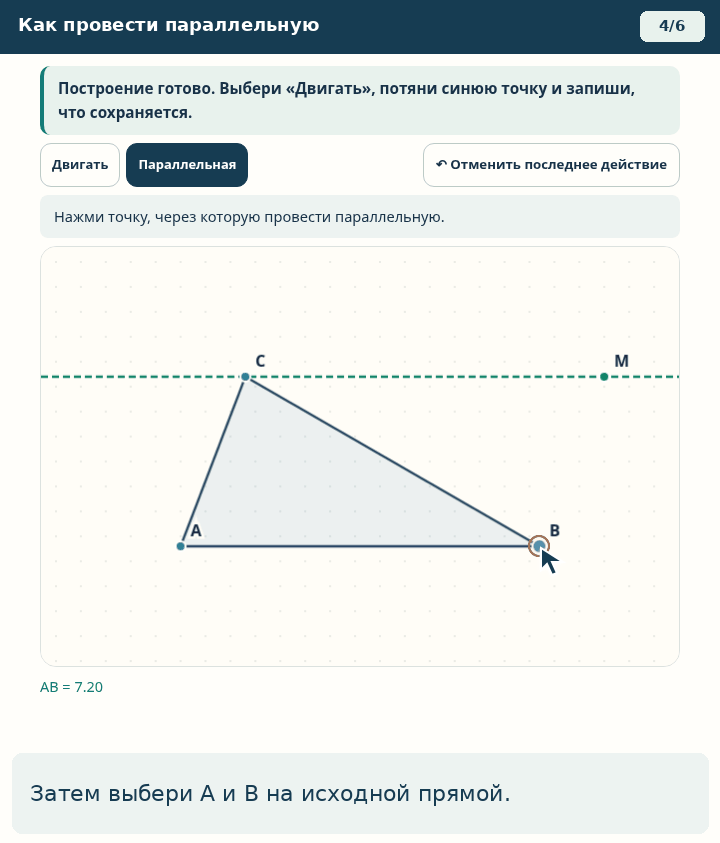 Как провести параллельную
4/6
Построение готово. Выбери «Двигать», потяни синюю точку и запиши,
что сохраняется.
Двигать
Параллельная
↶ Отменить последнее действие
Нажми точку, через которую провести параллельную.
C
M
A
B
AB = 7.20
Затем выбери A и B на исходной прямой.